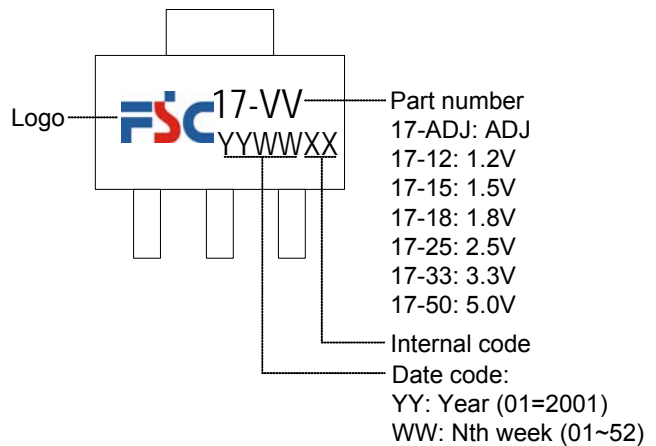 Logo
FSC
17-VV
YYWWXX
Part number
17-ADJ: ADJ
17-12: 1.2V
17-15: 1.5V
17-18: 1.8V
17-25: 2.5V
17-33: 3.3V
17-50: 5.0V
Internal code
Date code:
YY: Year (01=2001)
WW: Nth week (01~52)